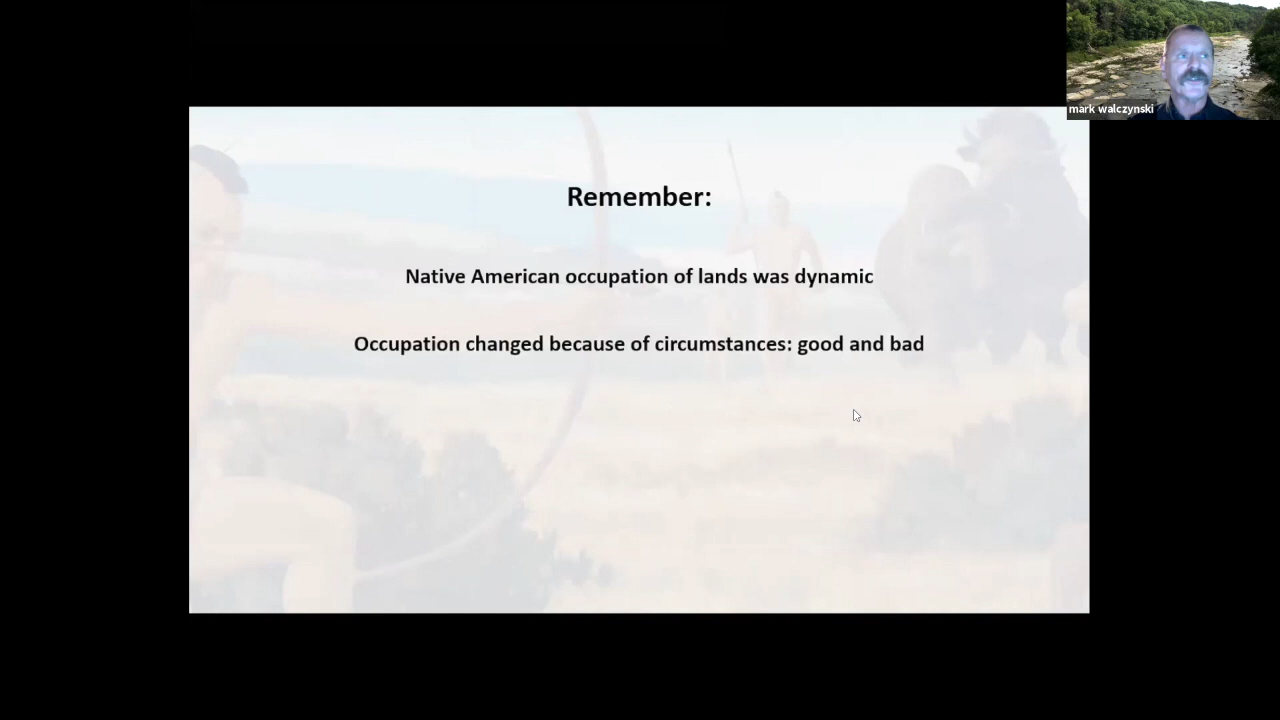 mark walczynski
Remember:
Native American occupation of lands was dynamic
Occupation changed because of circumstances: good and bad